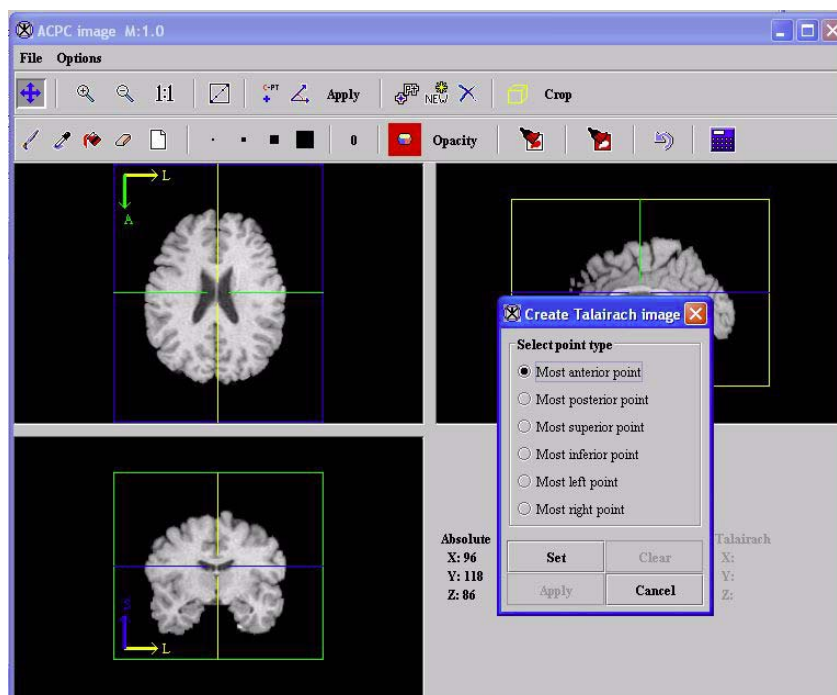 ACPC image M:1.0
File Options
1:1 C-PT Apply PT NEW Crop
0 Opacity
L
A
Create Talairach image
Select point type
Most anterior point
Most posterior point
Most superior point
Most inferior point
Most left point
Most right point
Set Clear
Apply Cancel
S
L
Absolute
X: 96
Y: 118
Z: 86
Talairach
X:
Y:
Z: